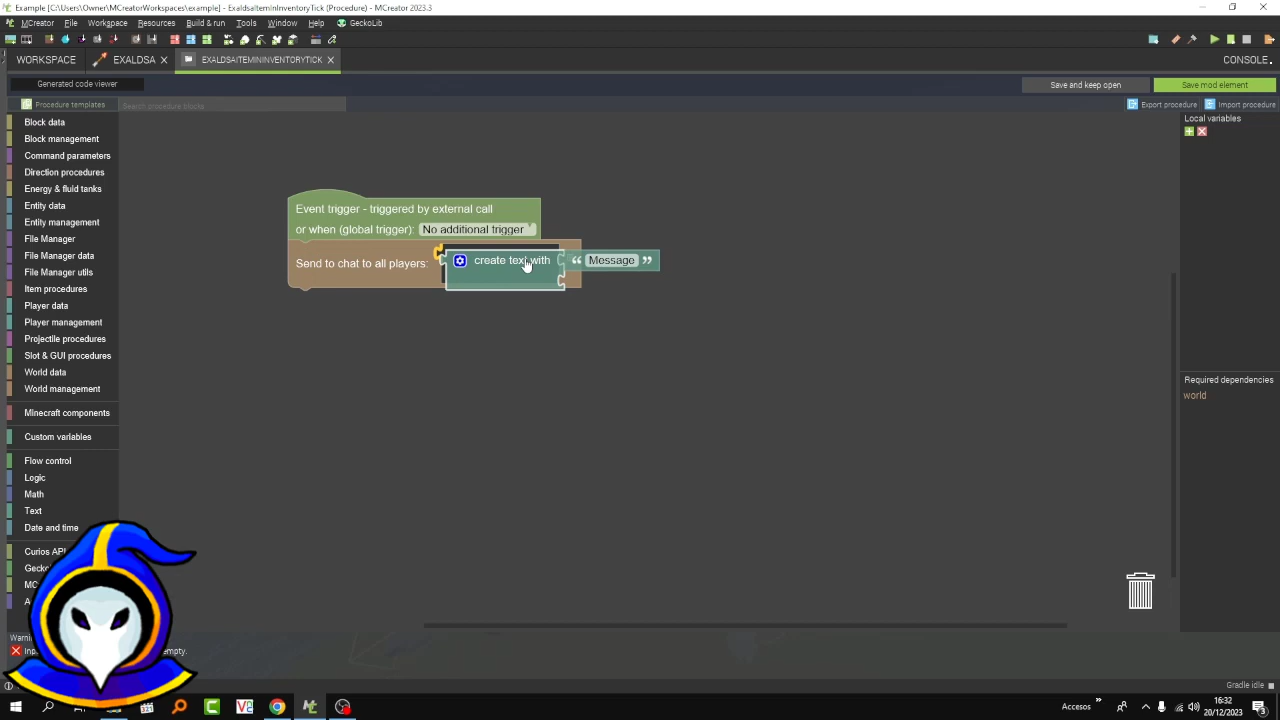 Example [C:\Users\Owner\MCreatorWorkspaces\example] - ExaldsaItemInInventoryTick (Procedure) - MCreator 2023.3
MCreator File Workspace Resources Build & run Tools Window Help GeckoLib
WORKSPACE EXALDSA EXALDSAITEMININVENTORYTICK CONSOLE
Generated code viewer Save and keep open Save mod element
Procedure templates Search procedure blocks Export procedure Import procedure
Block data
Block management
Command parameters
Direction procedures
Energy & fluid tanks
Entity data
Entity management
File Manager
File Manager data
File Manager utils
Item procedures
Player data
Player management
Projectile procedures
Slot & GUI procedures
World data
World management
Minecraft components
Custom variables
Flow control
Logic
Math
Text
Date and time
Curios API
Event trigger - triggered by external call
or when (global trigger): No additional trigger
Send to chat to all players: create text with “ Message ”
Local variables
Required dependencies
world
empty.
Gradle idle
Accesos
16:32
20/12/2023